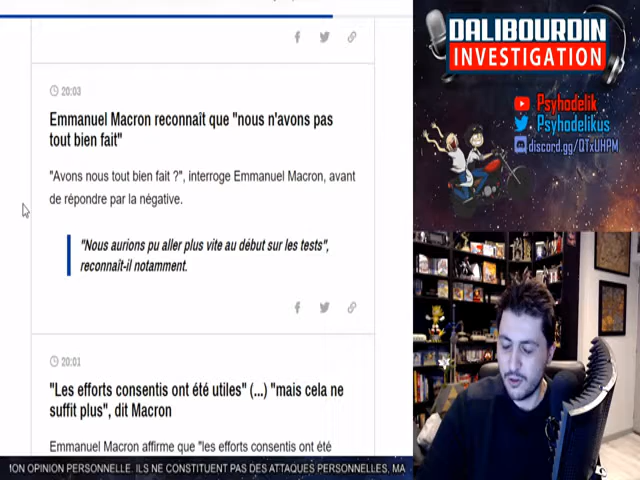 20:03
Emmanuel Macron reconnaît que "nous n'avons pas
tout bien fait"
"Avons nous tout bien fait ?", interroge Emmanuel Macron, avant
de répondre par la négative.
"Nous aurions pu aller plus vite au début sur les tests",
reconnaît-il notamment.
20:01
"Les efforts consentis ont été utiles" (...) "mais cela ne
suffit plus", dit Macron
Emmanuel Macron affirme que "les efforts consentis ont été
ION OPINION PERSONNELLE. ILS NE CONSTITUENT PAS DES ATTAQUES PERSONNELLES, MA
DALIBOURDIN
INVESTIGATION
Psyhodelik
Psyhodelikus
discord.gg/QTxUHPM